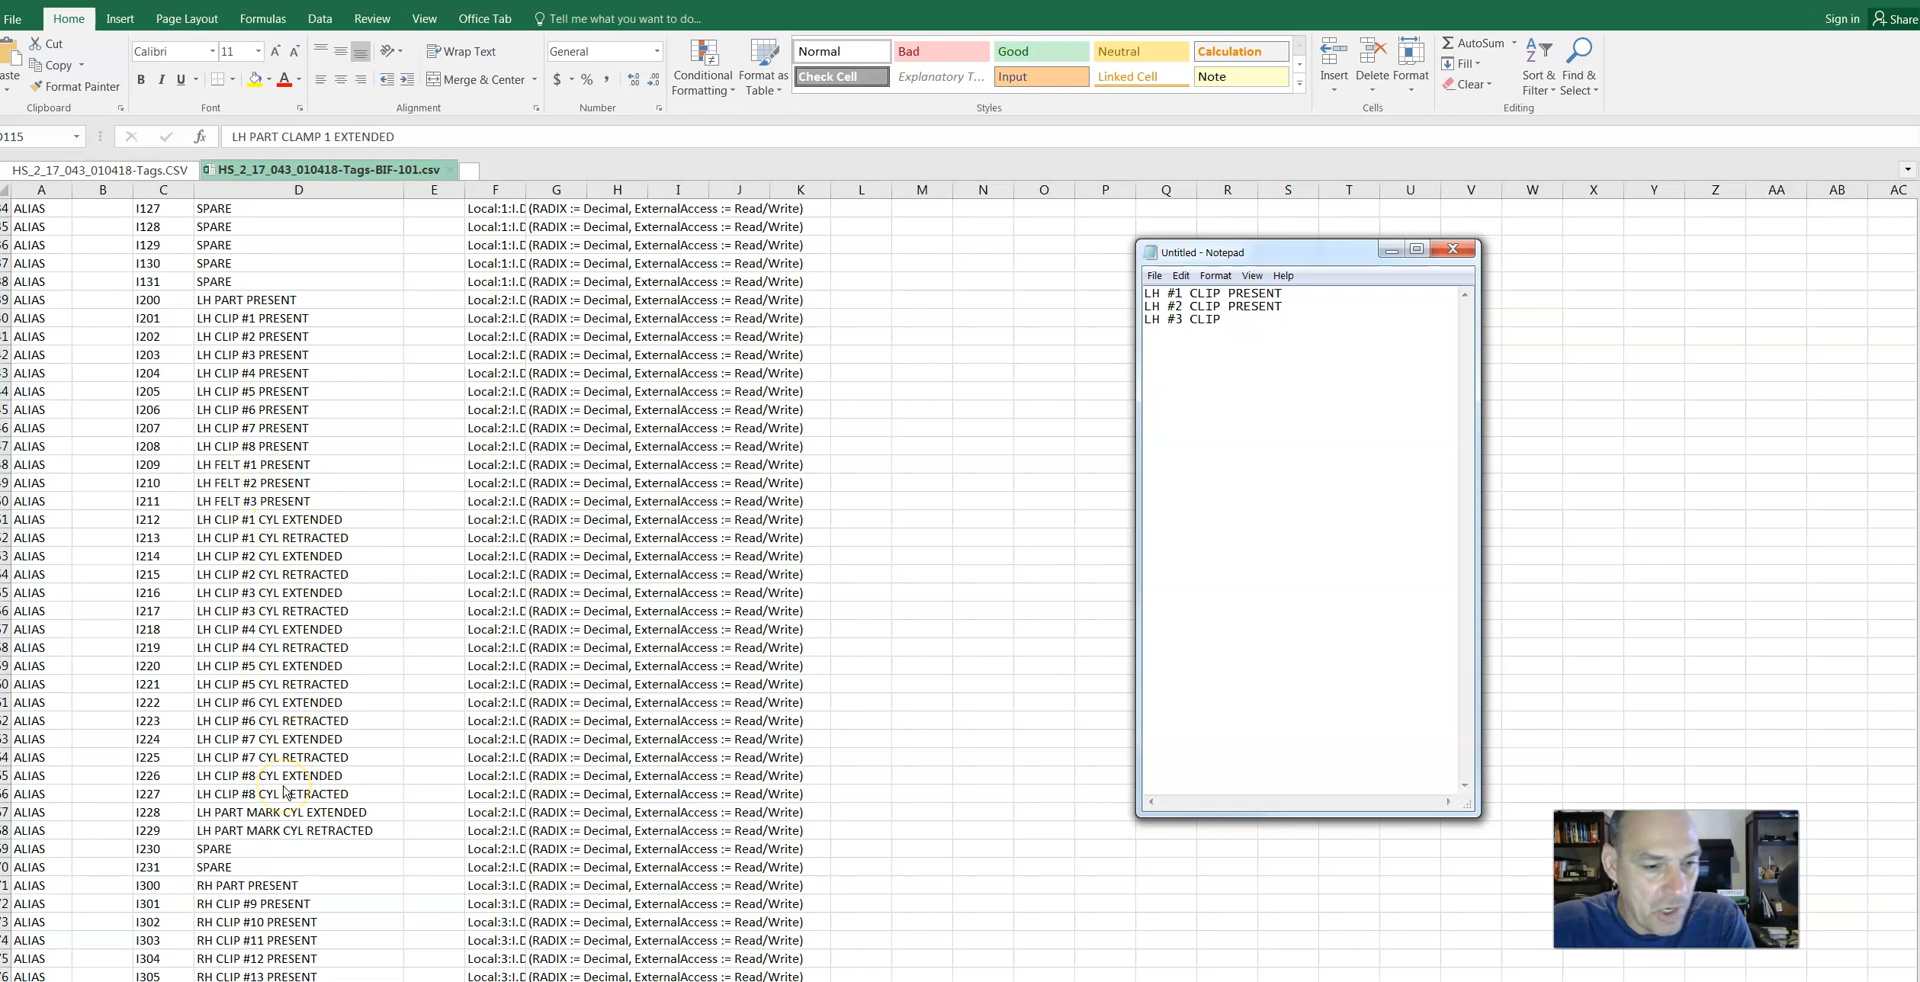 File Home Insert Page Layout Formulas Data Review View Office Tab Tell me what you want to do... Sign in Share
Cut Calibri 11 Wrap Text General Normal Bad Good Neutral Calculation AutoSum
Copy Fill
Format Painter B I U Merge & Center $ % Conditional Formatting Format as Table Check Cell Explanatory T... Input Linked Cell Note Insert Delete Format Clear Sort & Filter Find & Select
Clipboard Font Alignment Number Styles Cells Editing
fx LH PART CLAMP 1 EXTENDED
HS_2_17_043_010418-Tags.CSV HS_2_17_043_010418-Tags-BIF-101.csv
A B C D E F G H I J K L M N O P Q R S T U V W X Y Z AA AB AC
ALIAS I127 SPARE Local:1:I.D (RADIX := Decimal, ExternalAccess := Read/Write)
ALIAS I128 SPARE Local:1:I.D (RADIX := Decimal, ExternalAccess := Read/Write)
ALIAS I129 SPARE Local:1:I.D (RADIX := Decimal, ExternalAccess := Read/Write)
ALIAS I130 SPARE Local:1:I.D (RADIX := Decimal, ExternalAccess := Read/Write)
ALIAS I131 SPARE Local:1:I.D (RADIX := Decimal, ExternalAccess := Read/Write)
ALIAS I200 LH PART PRESENT Local:2:I.D (RADIX := Decimal, ExternalAccess := Read/Write)
ALIAS I201 LH CLIP #1 PRESENT Local:2:I.D (RADIX := Decimal, ExternalAccess := Read/Write)
ALIAS I202 LH CLIP #2 PRESENT Local:2:I.D (RADIX := Decimal, ExternalAccess := Read/Write)
ALIAS I203 LH CLIP #3 PRESENT Local:2:I.D (RADIX := Decimal, ExternalAccess := Read/Write)
ALIAS I204 LH CLIP #4 PRESENT Local:2:I.D (RADIX := Decimal, ExternalAccess := Read/Write)
ALIAS I205 LH CLIP #5 PRESENT Local:2:I.D (RADIX := Decimal, ExternalAccess := Read/Write)
ALIAS I206 LH CLIP #6 PRESENT Local:2:I.D (RADIX := Decimal, ExternalAccess := Read/Write)
ALIAS I207 LH CLIP #7 PRESENT Local:2:I.D (RADIX := Decimal, ExternalAccess := Read/Write)
ALIAS I208 LH CLIP #8 PRESENT Local:2:I.D (RADIX := Decimal, ExternalAccess := Read/Write)
ALIAS I209 LH FELT #1 PRESENT Local:2:I.D (RADIX := Decimal, ExternalAccess := Read/Write)
ALIAS I210 LH FELT #2 PRESENT Local:2:I.D (RADIX := Decimal, ExternalAccess := Read/Write)
ALIAS I211 LH FELT #3 PRESENT Local:2:I.D (RADIX := Decimal, ExternalAccess := Read/Write)
ALIAS I212 LH CLIP #1 CYL EXTENDED Local:2:I.D (RADIX := Decimal, ExternalAccess := Read/Write)
ALIAS I213 LH CLIP #1 CYL RETRACTED Local:2:I.D (RADIX := Decimal, ExternalAccess := Read/Write)
ALIAS I214 LH CLIP #2 CYL EXTENDED Local:2:I.D (RADIX := Decimal, ExternalAccess := Read/Write)
ALIAS I215 LH CLIP #2 CYL RETRACTED Local:2:I.D (RADIX := Decimal, ExternalAccess := Read/Write)
ALIAS I216 LH CLIP #3 CYL EXTENDED Local:2:I.D (RADIX := Decimal, ExternalAccess := Read/Write)
ALIAS I217 LH CLIP #3 CYL RETRACTED Local:2:I.D (RADIX := Decimal, ExternalAccess := Read/Write)
ALIAS I218 LH CLIP #4 CYL EXTENDED Local:2:I.D (RADIX := Decimal, ExternalAccess := Read/Write)
ALIAS I219 LH CLIP #4 CYL RETRACTED Local:2:I.D (RADIX := Decimal, ExternalAccess := Read/Write)
ALIAS I220 LH CLIP #5 CYL EXTENDED Local:2:I.D (RADIX := Decimal, ExternalAccess := Read/Write)
ALIAS I221 LH CLIP #5 CYL RETRACTED Local:2:I.D (RADIX := Decimal, ExternalAccess := Read/Write)
ALIAS I222 LH CLIP #6 CYL EXTENDED Local:2:I.D (RADIX := Decimal, ExternalAccess := Read/Write)
ALIAS I223 LH CLIP #6 CYL RETRACTED Local:2:I.D (RADIX := Decimal, ExternalAccess := Read/Write)
ALIAS I224 LH CLIP #7 CYL EXTENDED Local:2:I.D (RADIX := Decimal, ExternalAccess := Read/Write)
ALIAS I225 LH CLIP #7 CYL RETRACTED Local:2:I.D (RADIX := Decimal, ExternalAccess := Read/Write)
ALIAS I226 LH CLIP #8 CYL EXTENDED Local:2:I.D (RADIX := Decimal, ExternalAccess := Read/Write)
ALIAS I227 LH CLIP #8 CYL RETRACTED Local:2:I.D (RADIX := Decimal, ExternalAccess := Read/Write)
ALIAS I228 LH PART MARK CYL EXTENDED Local:2:I.D (RADIX := Decimal, ExternalAccess := Read/Write)
ALIAS I229 LH PART MARK CYL RETRACTED Local:2:I.D (RADIX := Decimal, ExternalAccess := Read/Write)
ALIAS I230 SPARE Local:2:I.D (RADIX := Decimal, ExternalAccess := Read/Write)
ALIAS I231 SPARE Local:2:I.D (RADIX := Decimal, ExternalAccess := Read/Write)
ALIAS I300 RH PART PRESENT Local:3:I.D (RADIX := Decimal, ExternalAccess := Read/Write)
ALIAS I301 RH CLIP #9 PRESENT Local:3:I.D (RADIX := Decimal, ExternalAccess := Read/Write)
ALIAS I302 RH CLIP #10 PRESENT Local:3:I.D (RADIX := Decimal, ExternalAccess := Read/Write)
ALIAS I303 RH CLIP #11 PRESENT Local:3:I.D (RADIX := Decimal, ExternalAccess := Read/Write)
ALIAS I304 RH CLIP #12 PRESENT Local:3:I.D (RADIX := Decimal, ExternalAccess := Read/Write)
ALIAS I305 RH CLIP #13 PRESENT Local:3:I.D (RADIX := Decimal, ExternalAccess := Read/Write)
Untitled - Notepad
File Edit Format View Help
LH #1 CLIP PRESENT
LH #2 CLIP PRESENT
LH #3 CLIP